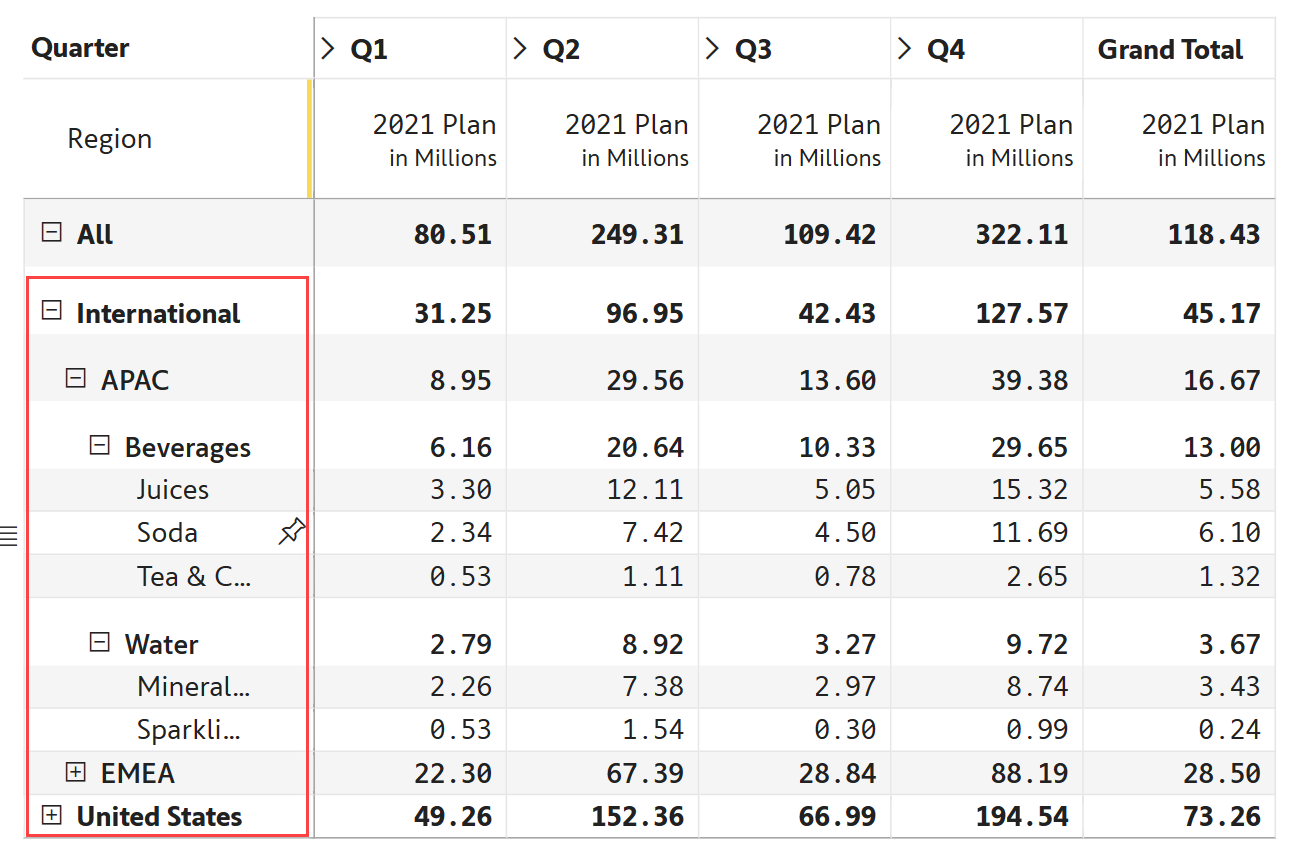 Quarter > Q1 > Q2 > Q3 > Q4 Grand Total
Region 2021 Plan in Millions 2021 Plan in Millions 2021 Plan in Millions 2021 Plan in Millions 2021 Plan in Millions
All 80.51 249.31 109.42 322.11 118.43
International 31.25 96.95 42.43 127.57 45.17
APAC 8.95 29.56 13.60 39.38 16.67
Beverages 6.16 20.64 10.33 29.65 13.00
Juices 3.30 12.11 5.05 15.32 5.58
Soda 2.34 7.42 4.50 11.69 6.10
Tea & C... 0.53 1.11 0.78 2.65 1.32
Water 2.79 8.92 3.27 9.72 3.67
Mineral... 2.26 7.38 2.97 8.74 3.43
Sparkli... 0.53 1.54 0.30 0.99 0.24
EMEA 22.30 67.39 28.84 88.19 28.50
United States 49.26 152.36 66.99 194.54 73.26